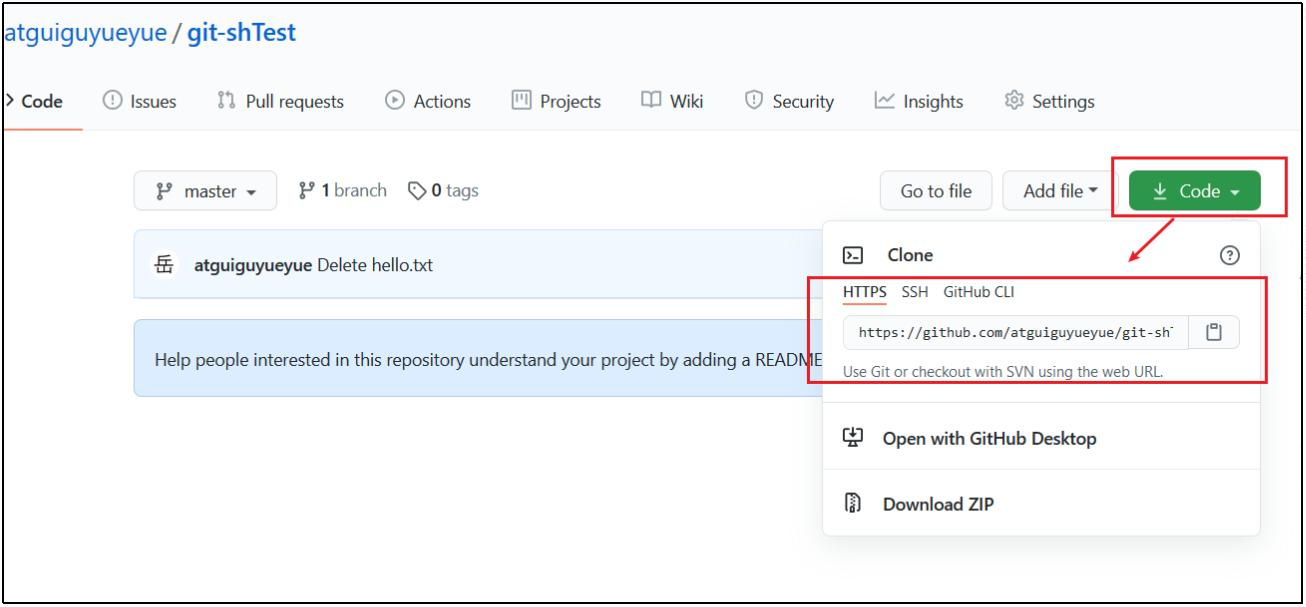 atguiguyueyue / git-shTest
Code Issues Pull requests Actions Projects Wiki Security Insights Settings
master 1 branch 0 tags Go to file Add file Code
岳 atguiguyueyue Delete hello.txt
Help people interested in this repository understand your project by adding a README
Clone
HTTPS SSH GitHub CLI
https://github.com/atguiguyueyue/git-sh
Use Git or checkout with SVN using the web URL.
Open with GitHub Desktop
Download ZIP